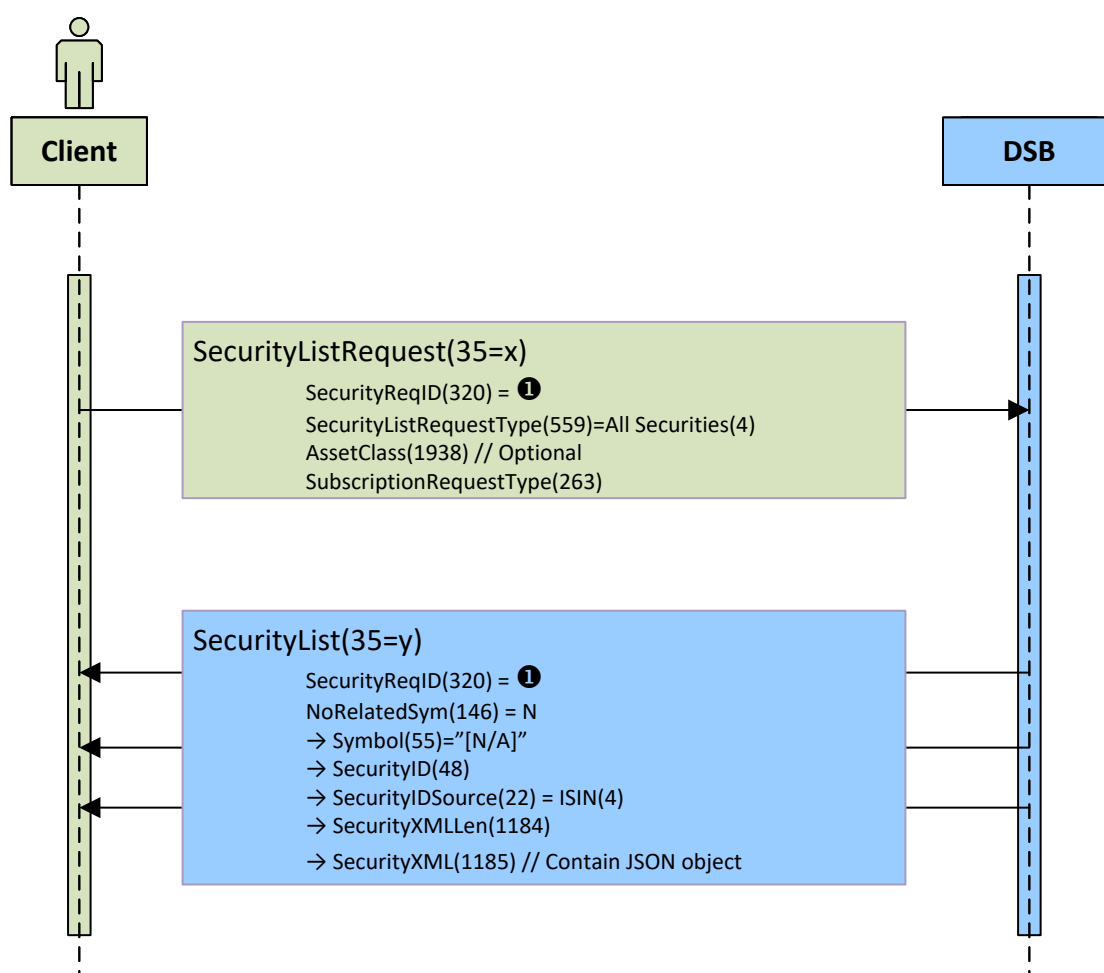 Client
DSB
SecurityListRequest(35=x)
SecurityReqID(320) = ❶
SecurityListRequestType(559)=All Securities(4)
AssetClass(1938) // Optional
SubscriptionRequestType(263)
SecurityList(35=y)
SecurityReqID(320) = ❶
NoRelatedSym(146) = N
→ Symbol(55)=”[N/A]”
→ SecurityID(48)
→ SecurityIDSource(22) = ISIN(4)
→ SecurityXMLLen(1184)
→ SecurityXML(1185) // Contain JSON object